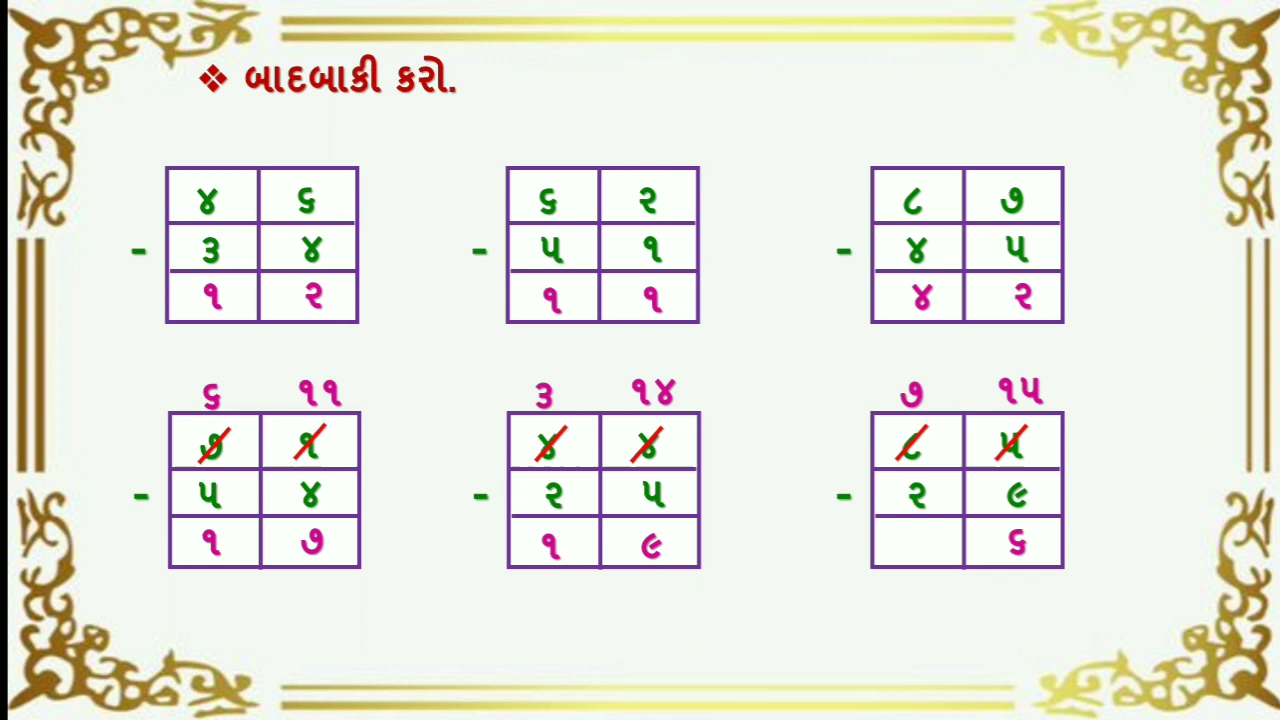 ❖ બાદબાકી કરો.
૪ ૬ ૬ ૨ ૮ ૭
- ૩ ૪ - ૫ ૧ - ૪ ૫
૧ ૨ ૧ ૧ ૪ ૨
૬ ૧૧ ૩ ૧૪ ૭ ૧૫
૭ ૧ ૪ ૪ ૮ ૫
- ૫ ૪ - ૨ ૫ - ૨ ૯
૧ ૭ ૧ ૯ ૬